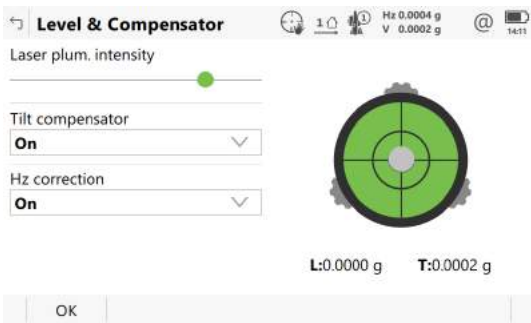 Level & Compensator
1
1
Hz 0.0004 g
V 0.0002 g
@
14:11
Laser plum. intensity
Tilt compensator
On
Hz correction
On
L:0.0000 g T:0.0002 g
OK